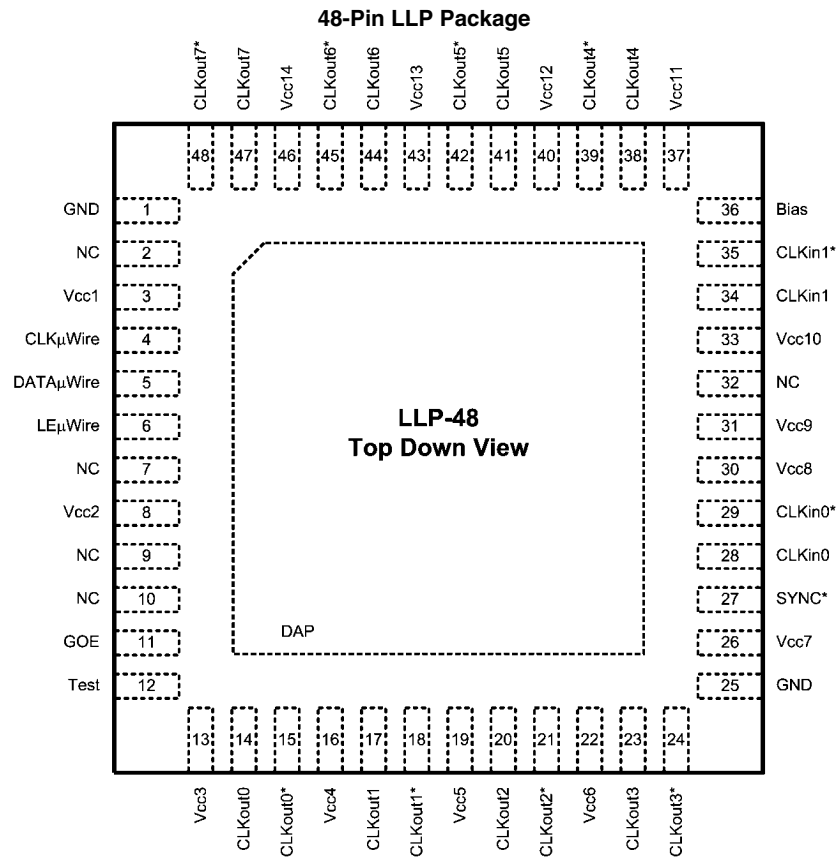 48-Pin LLP Package
CLKout7*
CLKout7
Vcc14
CLKout6*
CLKout6
Vcc13
CLKout5*
CLKout5
Vcc12
CLKout4*
CLKout4
Vcc11
48 47 46 45 44 43 42 41 40 39 38 37
GND 1
NC 2
Vcc1 3
CLKμWire 4
DATAμWire 5
LEμWire 6
NC 7
Vcc2 8
NC 9
NC 10
GOE 11
Test 12
36 Bias
35 CLKin1*
34 CLKin1
33 Vcc10
32 NC
31 Vcc9
30 Vcc8
29 CLKin0*
28 CLKin0
27 SYNC*
26 Vcc7
25 GND
LLP-48
Top Down View
DAP
13 14 15 16 17 18 19 20 21 22 23 24
Vcc3
CLKout0
CLKout0*
Vcc4
CLKout1
CLKout1*
Vcc5
CLKout2
CLKout2*
Vcc6
CLKout3
CLKout3*